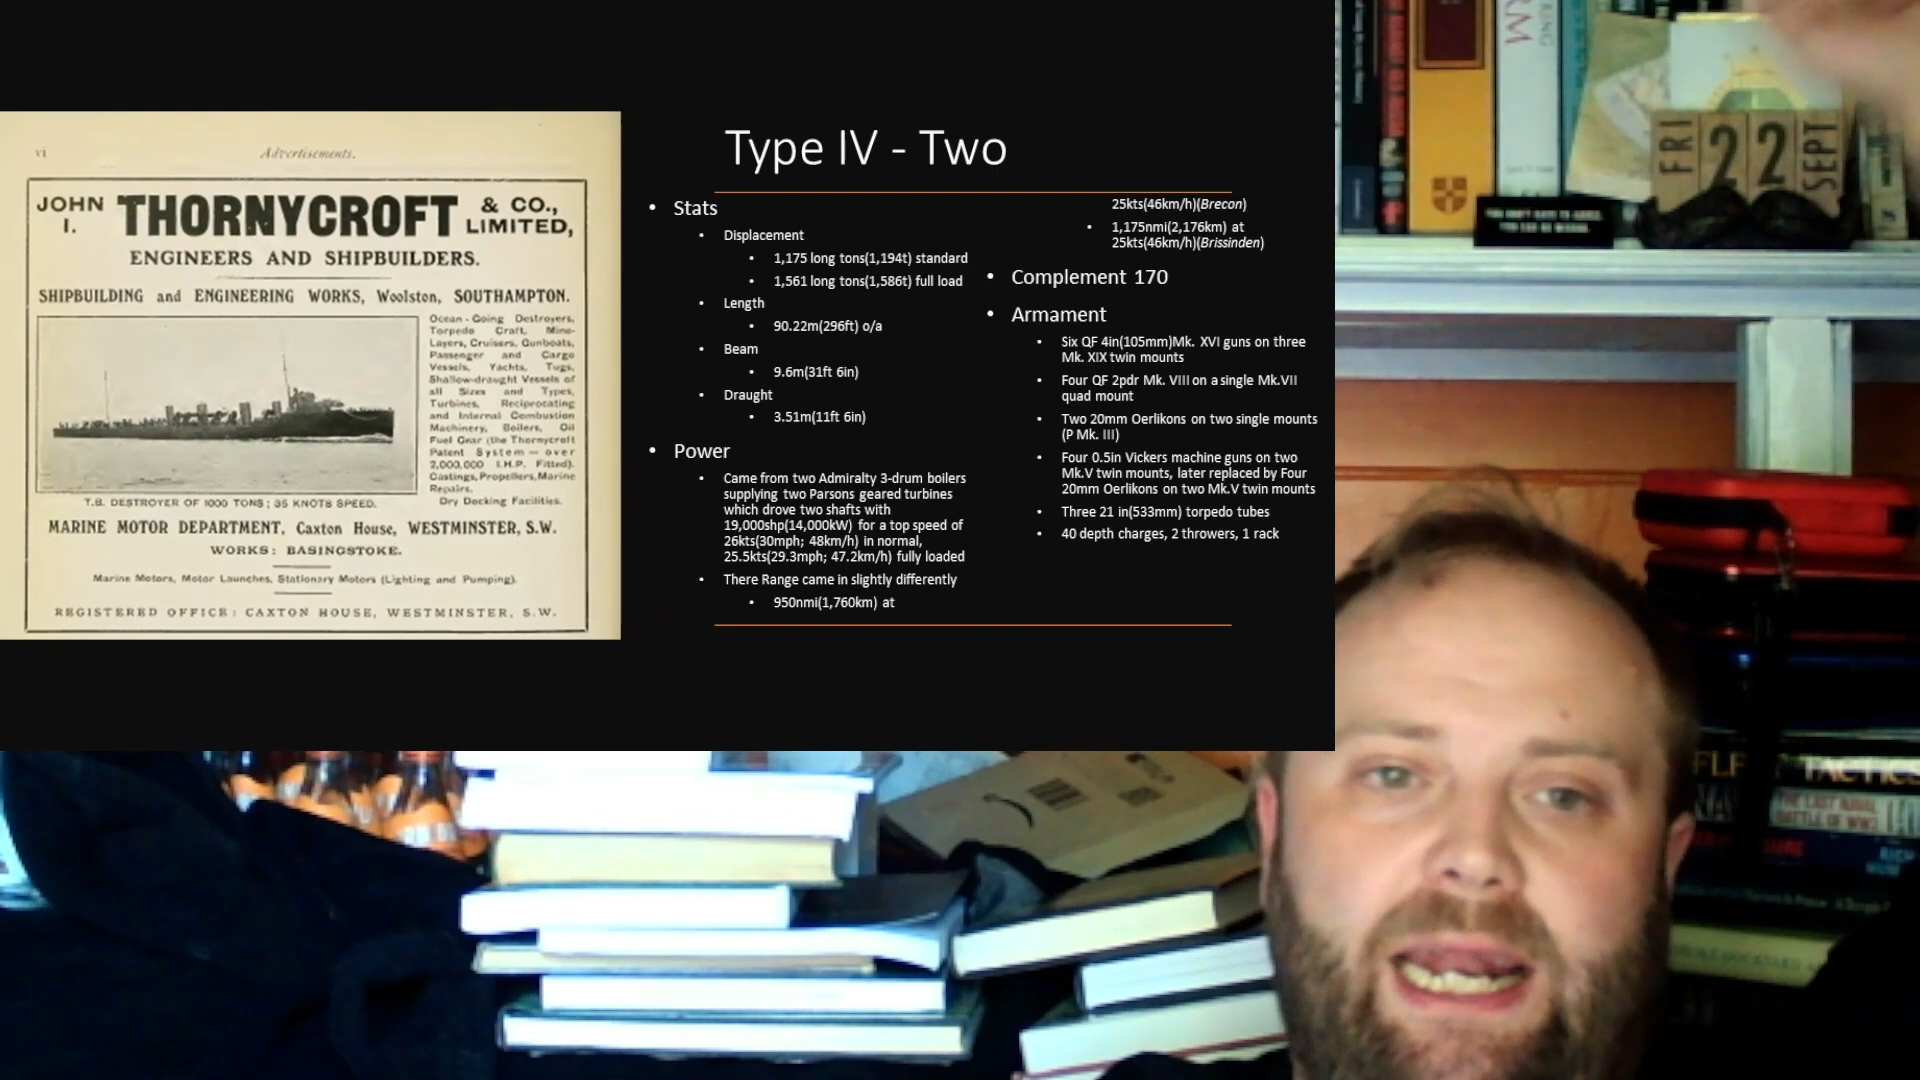 vi
Advertisements.
JOHN I. THORNYCROFT & CO., LIMITED,
ENGINEERS AND SHIPBUILDERS.
SHIPBUILDING and ENGINEERING WORKS, Woolston, SOUTHAMPTON.
Ocean-Going Destroyers,
Torpedo Craft, Mine-
Layers, Cruisers, Gunboats,
Passenger and Cargo
Vessels, Yachts, Tugs,
Shallow-draught Vessels of
all Sizes and Types,
Turbines, Reciprocating
and Internal Combustion
Machinery, Boilers, Oil
Fuel Gear (the Thornycroft
Patent System — over
2,000,000 I.H.P. Fitted).
Castings, Propellers, Marine
Repairs.
Dry Docking Facilities.
T.B. DESTROYER OF 1000 TONS; 35 KNOTS SPEED.
MARINE MOTOR DEPARTMENT, Caxton House, WESTMINSTER, S.W.
WORKS: BASINGSTOKE.
Marine Motors, Motor Launches, Stationary Motors (Lighting and Pumping).
REGISTERED OFFICE: CAXTON HOUSE, WESTMINSTER, S.W.
Type IV - Two
• Stats
• Displacement
• 1,175 long tons(1,194t) standard
• 1,561 long tons(1,586t) full load
• Length
• 90.22m(296ft) o/a
• Beam
• 9.6m(31ft 6in)
• Draught
• 3.51m(11ft 6in)
• Power
• Came from two Admiralty 3-drum boilers
supplying two Parsons geared turbines
which drove two shafts with
19,000shp(14,000kW) for a top speed of
26kts(30mph; 48km/h) in normal,
25.5kts(29.3mph; 47.2km/h) fully loaded
• There Range came in slightly differently
• 950nmi(1,760km) at
25kts(46km/h)(Brecon)
• 1,175nmi(2,176km) at
25kts(46km/h)(Brissinden)
• Complement 170
• Armament
• Six QF 4in(105mm)Mk. XVI guns on three
Mk. XIX twin mounts
• Four QF 2pdr Mk. VIII on a single Mk.VII
quad mount
• Two 20mm Oerlikons on two single mounts
(P Mk. III)
• Four 0.5in Vickers machine guns on two
Mk.V twin mounts, later replaced by Four
20mm Oerlikons on two Mk.V twin mounts
• Three 21 in(533mm) torpedo tubes
• 40 depth charges, 2 throwers, 1 rack
FRI 22 SEPT
TACTICS
THE LAST NAVAL
BATTLE OF WW